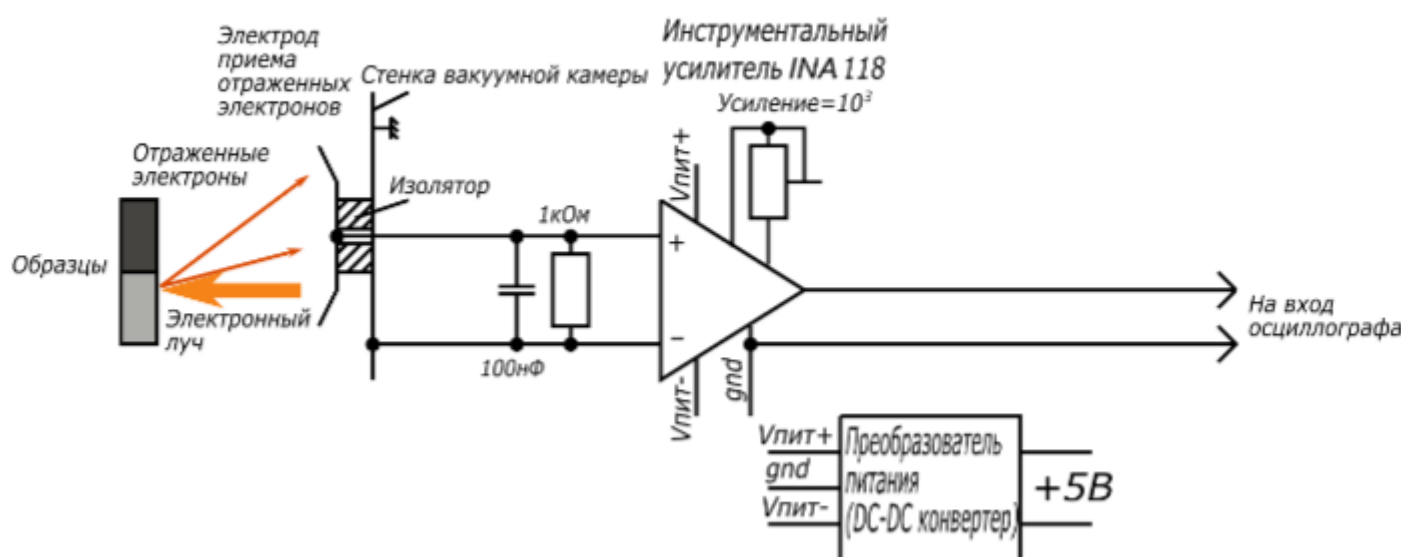 Электрод
приема
отраженных
электронов
Стенка вакуумной камеры
Инструментальный
усилитель INA 118
Усиление=10³
Отраженные
электроны
Изолятор
Vпит+
1кОм
+
Образцы
Электронный
луч
100нФ
−
Vпит-
gnd
На вход
осциллографа
Vпит+
gnd
Vпит-
Преобразователь
питания
(DC-DC конвертер)
+5В